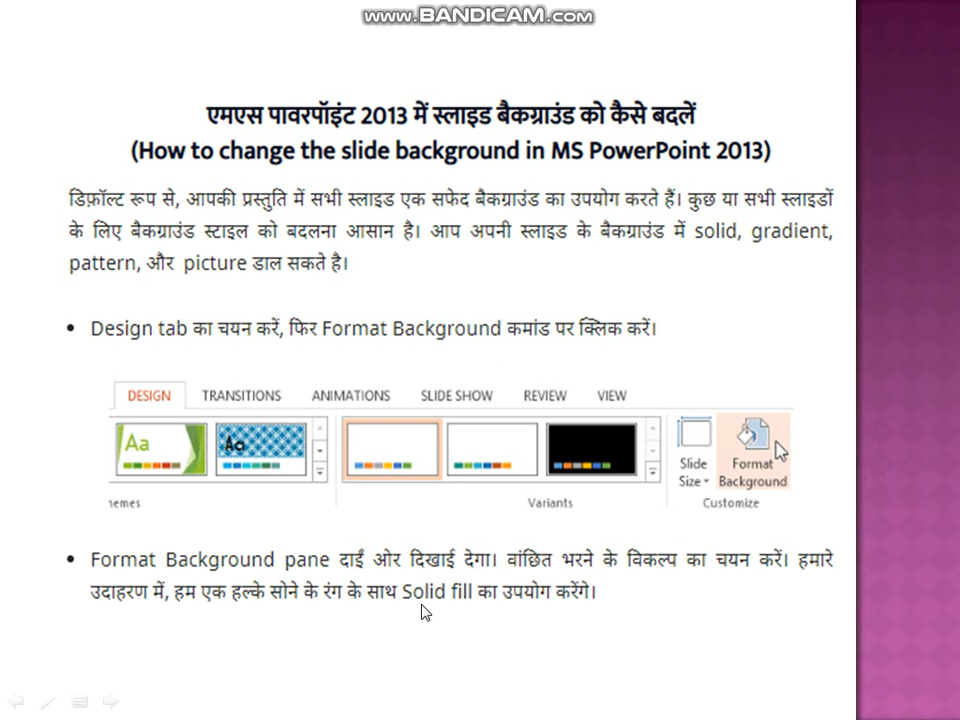 www.BANDICAM.com
एमएस पावरपॉइंट 2013 में स्लाइड बैकग्राउंड को कैसे बदलें
(How to change the slide background in MS PowerPoint 2013)
डिफ़ॉल्ट रूप से, आपकी प्रस्तुति में सभी स्लाइड एक सफेद बैकग्राउंड का उपयोग करते हैं। कुछ या सभी स्लाइडों
के लिए बैकग्राउंड स्टाइल को बदलना आसान है। आप अपनी स्लाइड के बैकग्राउंड में solid, gradient,
pattern, और picture डाल सकते है।
• Design tab का चयन करें, फिर Format Background कमांड पर क्लिक करें।
DESIGN TRANSITIONS ANIMATIONS SLIDE SHOW REVIEW VIEW
Aa Aa
Slide Format
Size Background
hemes Variants Customize
• Format Background pane दाईं ओर दिखाई देगा। वांछित भरने के विकल्प का चयन करें। हमारे
उदाहरण में, हम एक हल्के सोने के रंग के साथ Solid fill का उपयोग करेंगे।